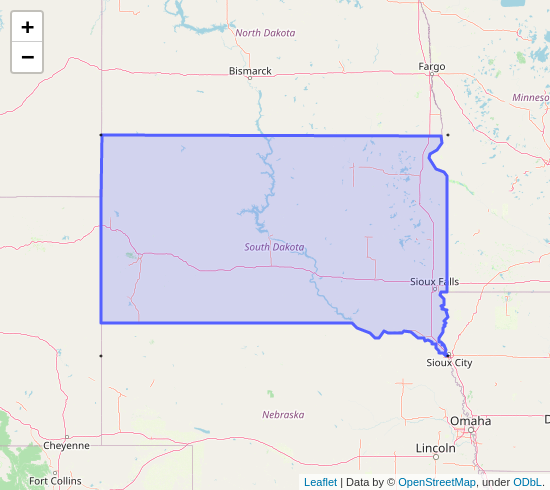 +
−
North Dakota
Fargo
Bismarck
Minneso
South Dakota
Sioux Falls
Sioux City
Nebraska
Omaha
Cheyenne
Lincoln
D
Fort Collins
Leaflet | Data by © OpenStreetMap, under ODbL.